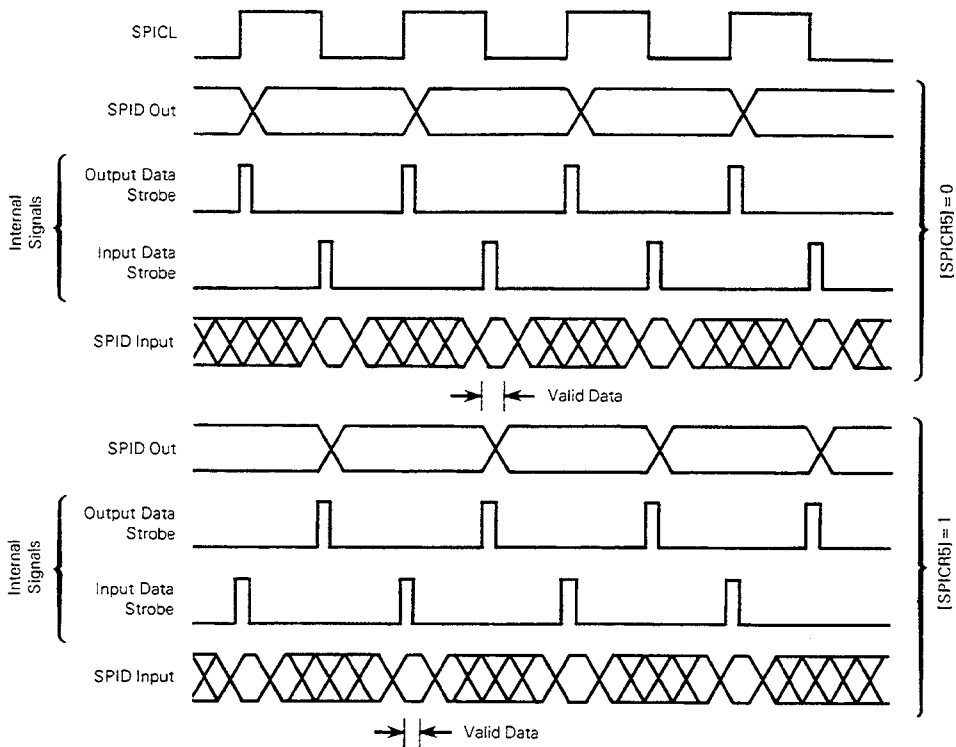 SPICL
SPID Out
Output Data
Strobe
Internal
Signals
Input Data
Strobe
SPID Input
Valid Data
[SPICR5] = 0
SPID Out
Output Data
Strobe
Internal
Signals
Input Data
Strobe
SPID Input
Valid Data
[SPICR5] = 1